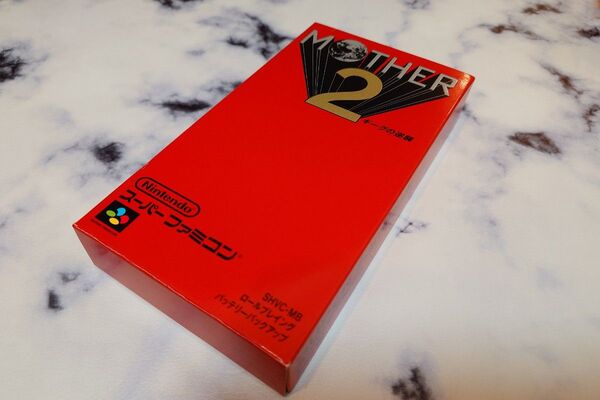 MOTHER
2
ギーグの逆襲
Nintendo
スーパーファミコン
SHVC-MB
ロールプレイング
バッテリーバックアップ